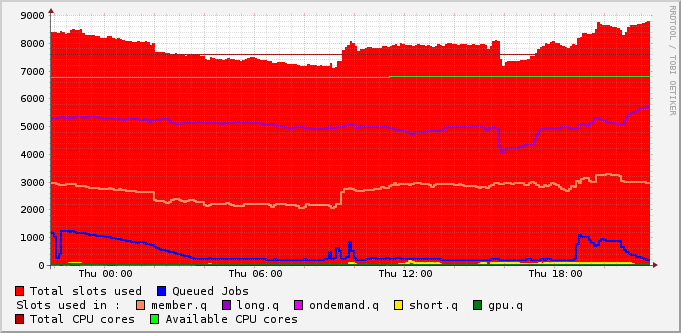 9000
8000
7000
6000
5000
4000
3000
2000
1000
0
Thu 00:00 Thu 06:00 Thu 12:00 Thu 18:00
RRDTOOL / TOBI OETIKER
Total slots used Queued Jobs
Slots used in : member.q long.q ondemand.q short.q gpu.q
Total CPU cores Available CPU cores